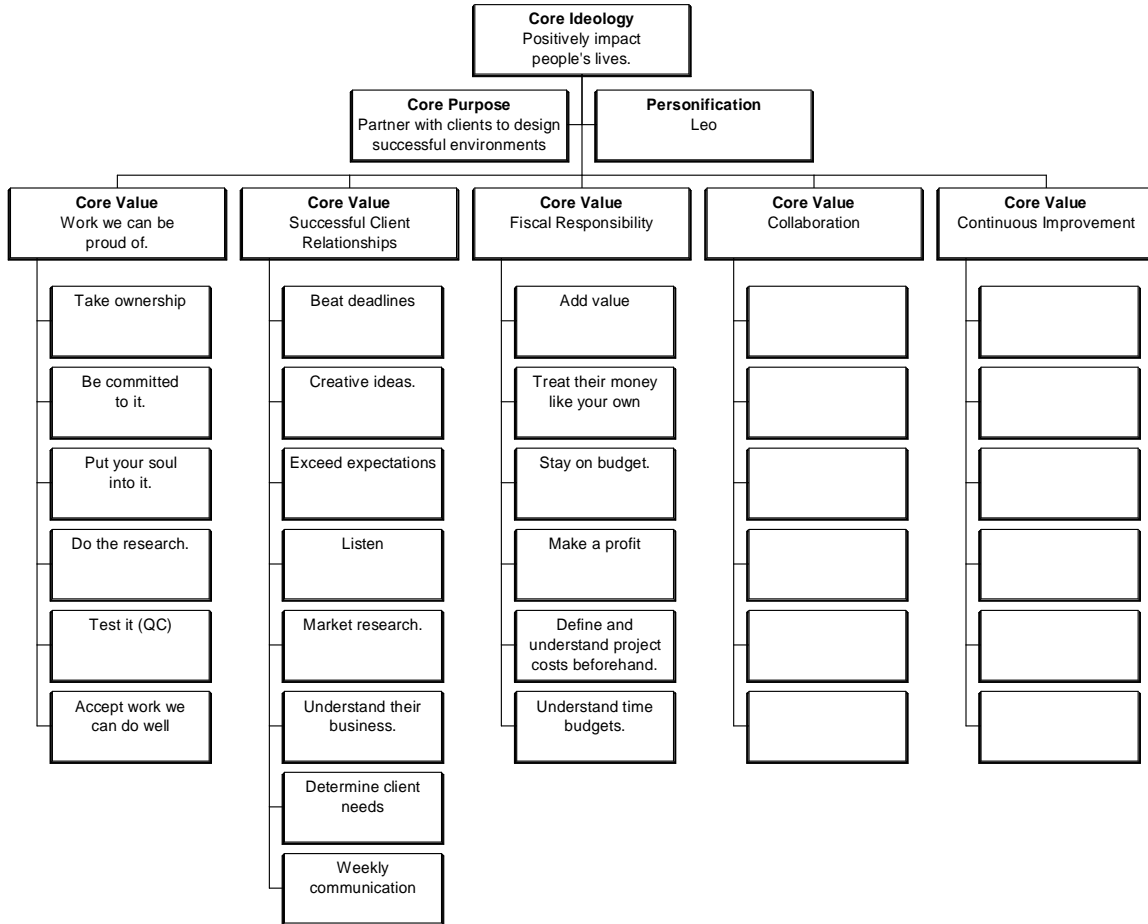 Core Ideology
Positively impact
people's lives.
Core Purpose
Partner with clients to design
successful environments
Personification
Leo
Core Value
Work we can be
proud of.
Take ownership
Be committed
to it.
Put your soul
into it.
Do the research.
Test it (QC)
Accept work we
can do well
Core Value
Successful Client
Relationships
Beat deadlines
Creative ideas.
Exceed expectations
Listen
Market research.
Understand their
business.
Determine client
needs
Weekly
communication
Core Value
Fiscal Responsibility
Add value
Treat their money
like your own
Stay on budget.
Make a profit
Define and
understand project
costs beforehand.
Understand time
budgets.
Core Value
Collaboration
Core Value
Continuous Improvement